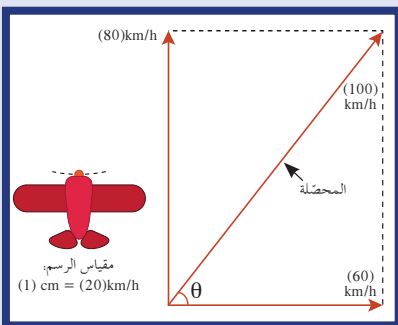 (80)km/h
(100)
km/h
المحصّلة
(60)
km/h
θ
مقياس الرسم:
(1) cm = (20)km/h